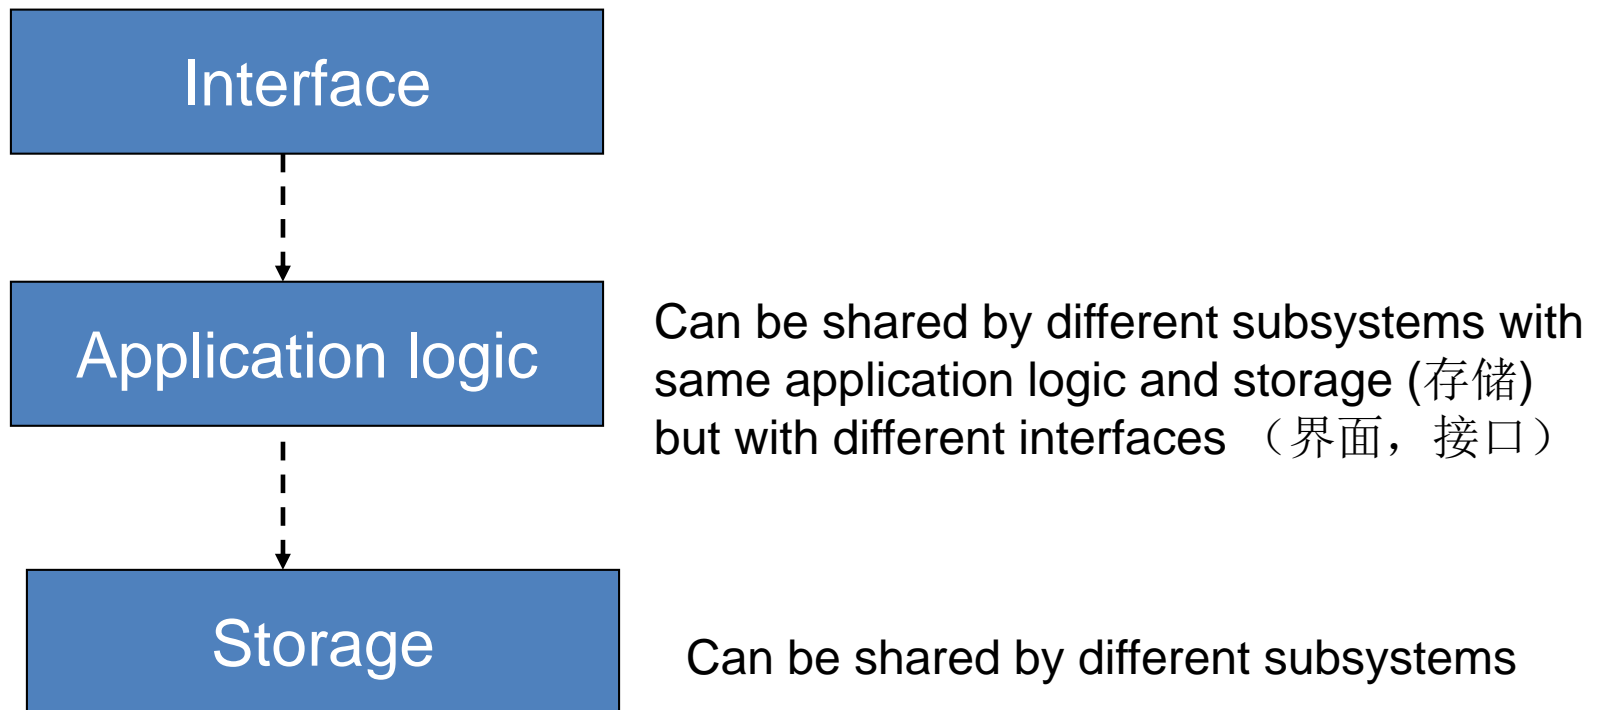 Interface
Application logic
Can be shared by different subsystems with
same application logic and storage (存储)
but with different interfaces （界面，接口）
Storage
Can be shared by different subsystems